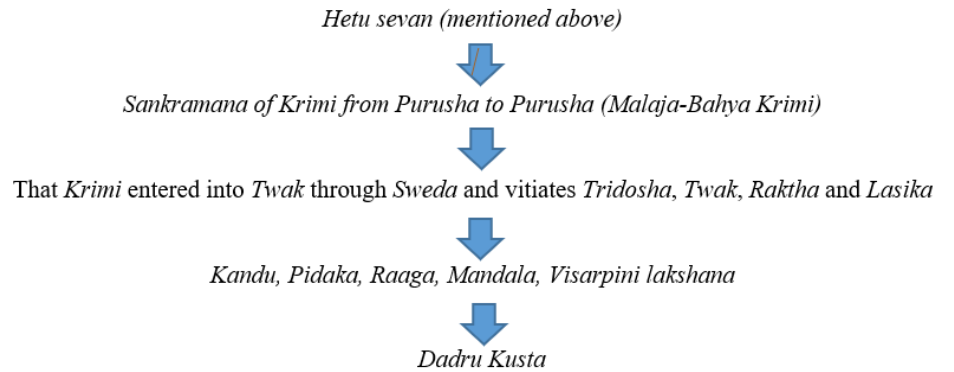 Hetu sevan (mentioned above)
Sankramana of Krimi from Purusha to Purusha (Malaja-Bahya Krimi)
That Krimi entered into Twak through Sweda and vitiates Tridosha, Twak, Raktha and Lasika
Kandu, Pidaka, Raaga, Mandala, Visarpini lakshana
Dadru Kusta